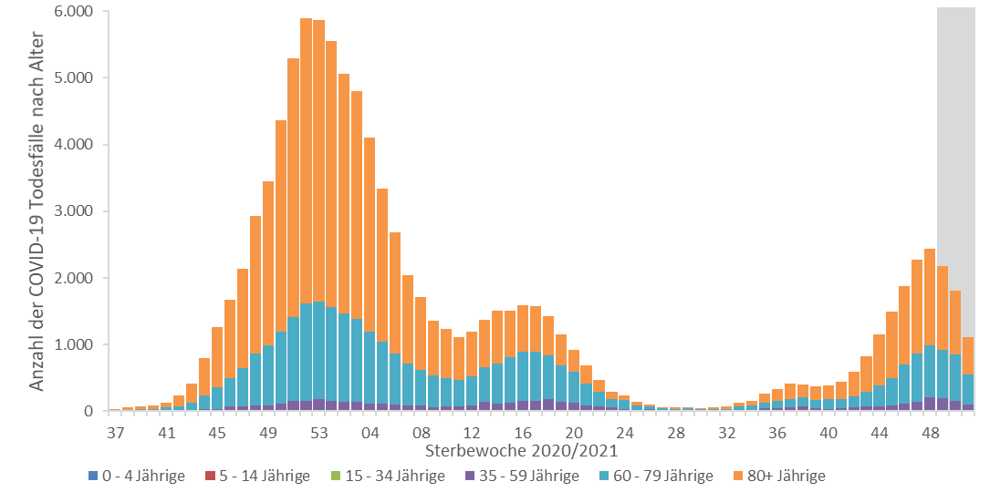 Anzahl der COVID-19 Todesfälle nach Alter
6.000
5.000
4.000
3.000
2.000
1.000
0
37 41 45 49 53 04 08 12 16 20 24 28 32 36 40 44 48
Sterbewoche 2020/2021
0 - 4 Jährige 5 - 14 Jährige 15 - 34 Jährige 35 - 59 Jährige 60 - 79 Jährige 80+ Jährige